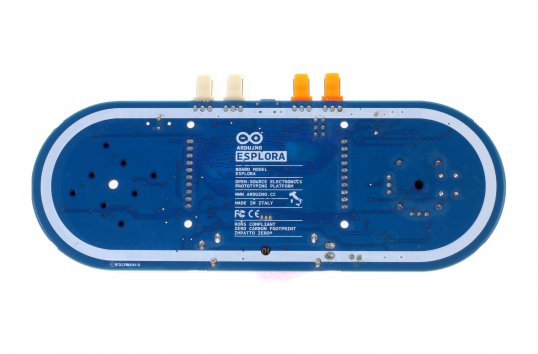 ARDUINO
ESPLORA
BOARD MODEL
ESPLORA
OPEN-SOURCE ELECTRONICS
PROTOTYPING PLATFORM
WWW.ARDUINO.CC
MADE IN ITALY
FC CE
ROHS COMPLIANT
ZERO CARBON FOOTPRINT
IMPATTO ZERO®